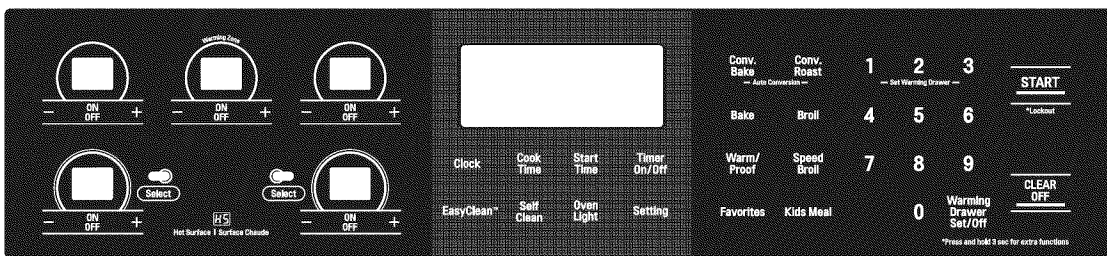 Warming Zone
− ON OFF +
− ON OFF +
− ON OFF +
Select
Select
− ON OFF +
HS
− ON OFF +
Hot Surface | Surface Chaude
Clock
Cook Time
Start Time
Timer On/Off
EasyClean™
Self Clean
Oven Light
Setting
Conv. Bake
Conv. Roast
— Auto Conversion —
Bake
Broil
Warm/ Proof
Speed Broil
Favorites
Kids Meal
1 2 3
— Set Warming Drawer —
4 5 6
7 8 9
0
Warming Drawer Set/Off
START
*Lockout
CLEAR OFF
*Press and hold 3 sec for extra functions